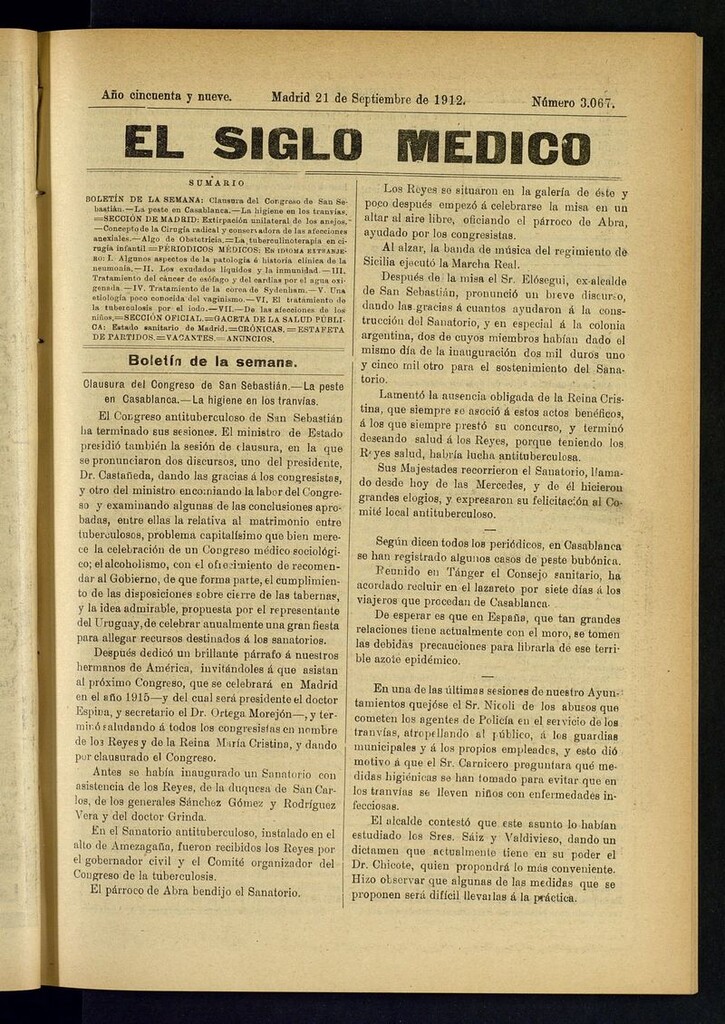 Año cincuenta y nueve. Madrid 21 de Septiembre de 1912. Número 3.067.
EL SIGLO MEDICO
SUMARIO
BOLETÍN DE LA SEMANA: Clausura del Congreso de San Se-
bastián.—La peste en Casablanca.—La higiene en los tranvías.
=SECCIÓN DE MADRID: Extirpación unilateral de los anejos.
—Concepto de la Cirugía radical y conservadora de las afecciones
anexiales.—Algo de Obstetricia.=La tuberculinoterapia en ci-
rugía infantil=PERIODICOS MÉDICOS: EN IDIOMA EXTRANJE-
RO: I. Algunos aspectos de la patología é historia clínica de la
neumonía.—II. Los exudados líquidos y la inmunidad.—III.
Tratamiento del cáncer de esófago y del cardias por el agua oxi-
genada.—IV. Tratamiento de la corea de Sydenham.—V. Una
etiología poco conocida del vaginismo.—VI. El tratamiento de
la tuberculosis por el iodo.—VII.—De las afecciones de los
niños.=SECCIÓN OFICIAL.=GACETA DE LA SALUD PÚBLI-
CA: Estado sanitario de Madrid.=CRÓNICAS.=ESTAFETA
DE PARTIDOS.=VACANTES.=ANUNCIOS.
Boletín de la semana.
Clausura del Congreso de San Sebastián.—La peste
en Casablanca.—La higiene en los tranvías.
El Congreso antituberculoso de San Sebastián
ha terminado sus sesiones. El ministro de Estado
presidió también la sesión de clausura, en la que
se pronunciaron dos discursos, uno del presidente,
Dr. Castañeda, dando las gracias á los congresistas,
y otro del ministro encomiando la labor del Congre-
so y examinando algunas de las conclusiones apro-
badas, entre ellas la relativa al matrimonio entre
tuberculosos, problema capitalísimo que bien mere-
ce la celebración de un Congreso médico sociológi-
co; el alcoholismo, con el ofrecimiento de recomen-
dar al Gobierno, de que forma parte, el cumplimien-
to de las disposiciones sobre cierre de las tabernas,
y la idea admirable, propuesta por el representante
del Uruguay, de celebrar anualmente una gran fiesta
para allegar recursos destinados á los sanatorios.
Después dedicó un brillante párrafo á nuestros
hermanos de América, invitándoles á que asistan
al próximo Congreso, que se celebrará en Madrid
en el año 1915—y del cual será presidente el doctor
Espina, y secretario el Dr. Ortega Morejón—, y ter-
minó saludando á todos los congresistas en nombre
de los Reyes y de la Reina María Cristina, y dando
por clausurado el Congreso.
Antes se había inaugurado un Sanatorio con
asistencia de los Reyes, de la duquesa de San Car-
los, de los generales Sánchez Gómez y Rodríguez
Vera y del doctor Grinda.
En el Sanatorio antituberculoso, instalado en el
alto de Amezagaña, fueron recibidos los Reyes por
el gobernador civil y el Comité organizador del
Congreso de la tuberculosis.
El párroco de Abra bendijo el Sanatorio.
Los Reyes se situaron en la galería de éste y
poco después empezó á celebrarse la misa en un
altar al aire libre, oficiando el párroco de Abra,
ayudado por los congresistas.
Al alzar, la banda de música del regimiento de
Sicilia ejecutó la Marcha Real.
Después de la misa el Sr. Elósegui, ex-alcalde
de San Sebastián, pronunció un breve discurso,
dando las gracias á cuantos ayudaron á la cons-
trucción del Sanatorio, y en especial á la colonia
argentina, dos de cuyos miembros habían dado el
mismo día de la inauguración dos mil duros uno
y cinco mil otro para el sostenimiento del Sana-
torio.
Lamentó la ausencia obligada de la Reina Cris-
tina, que siempre se asoció á estos actos benéficos,
á los que siempre prestó su concurso, y terminó
deseando salud á los Reyes, porque teniendo los
Reyes salud, habría lucha antituberculosa.
Sus Majestades recorrieron el Sanatorio, llama-
do desde hoy de las Mercedes, y de él hicieron
grandes elogios, y expresaron su felicitación al Co-
mité local antituberculoso.
—
Según dicen todos los periódicos, en Casablanca
se han registrado algunos casos de peste bubónica.
Reunido en Tánger el Consejo sanitario, ha
acordado recluir en el lazareto por siete días á los
viajeros que procedan de Casablanca.
De esperar es que en España, que tan grandes
relaciones tiene actualmente con el moro, se tomen
las debidas precauciones para librarla de ese terri-
ble azote epidémico.
—
En una de las últimas sesiones de nuestro Ayun-
tamientos quejóse el Sr. Nicoli de los abusos que
cometen los agentes de Policía en el servicio de los
tranvías, atropellando al público, á los guardias
municipales y á los propios empleados, y esto dió
motivo á que el Sr. Carnicero preguntara qué me-
didas higiénicas se han tomado para evitar que en
los tranvías se lleven niños con enfermedades in-
fecciosas.
El alcalde contestó que este asunto lo habían
estudiado los Sres. Sáiz y Valdivieso, dando un
dictamen que actualmente tiene en su poder el
Dr. Chicote, quien propondrá lo más conveniente.
Hizo observar que algunas de las medidas que se
proponen será difícil llevarlas á la práctica.